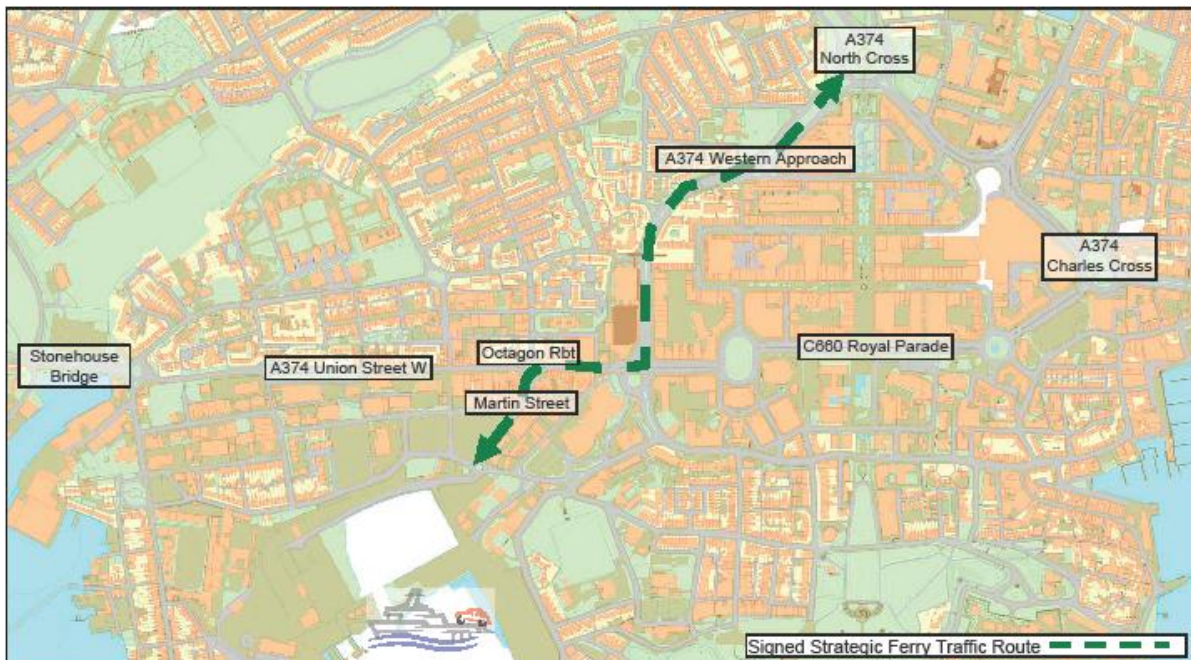 A374
North Cross
A374 Western Approach
A374
Charles Cross
Octagon Rbt
C660 Royal Parade
Stonehouse
Bridge
A374 Union Street W
Martin Street
Signed Strategic Ferry Traffic Route